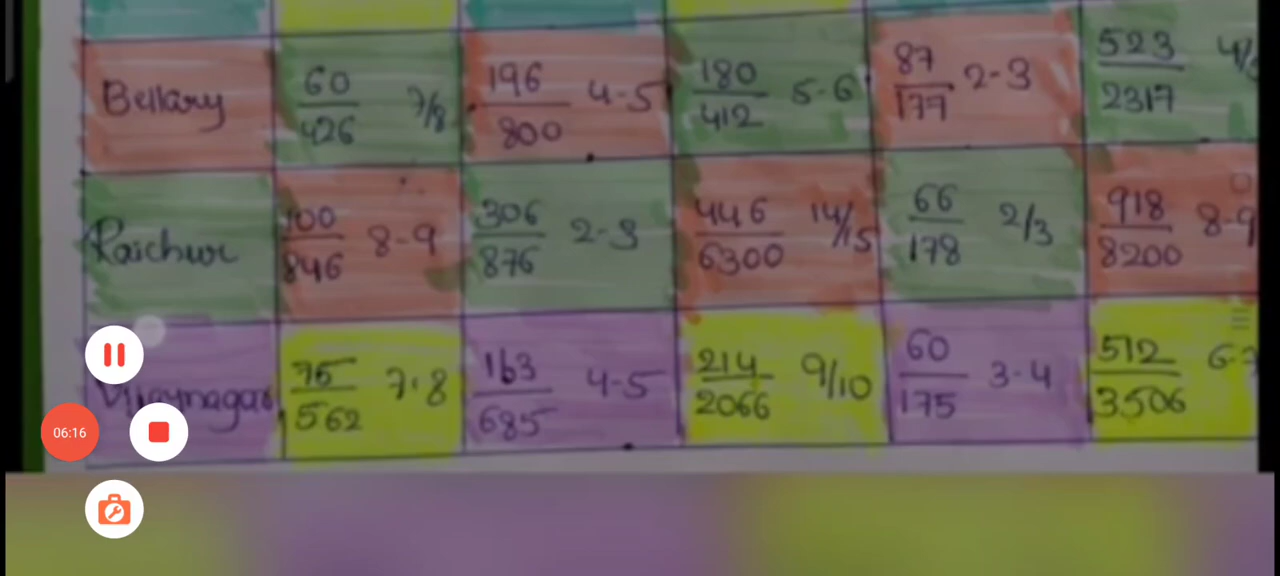 Bellary 60/426 7/8 196/800 4-5 180/412 5-6 87/177 2-3 523/2317
Raichur 100/846 8-9 306/876 2-3 446/6300 14/15 66/178 2/3 918/8200 8-9
Vijaynagar 75/562 7-8 163/685 4-5 214/2066 9/10 60/175 3-4 512/3506
06:16